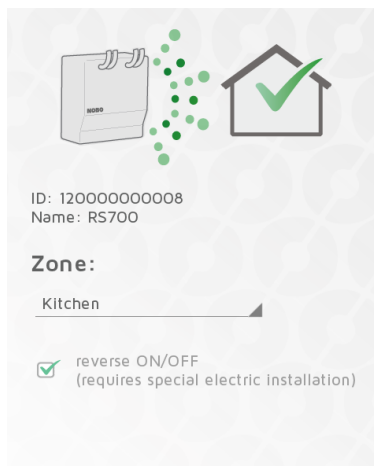 NOBO
ID: 120000000008
Name: RS700
Zone:
Kitchen
reverse ON/OFF
(requires special electric installation)